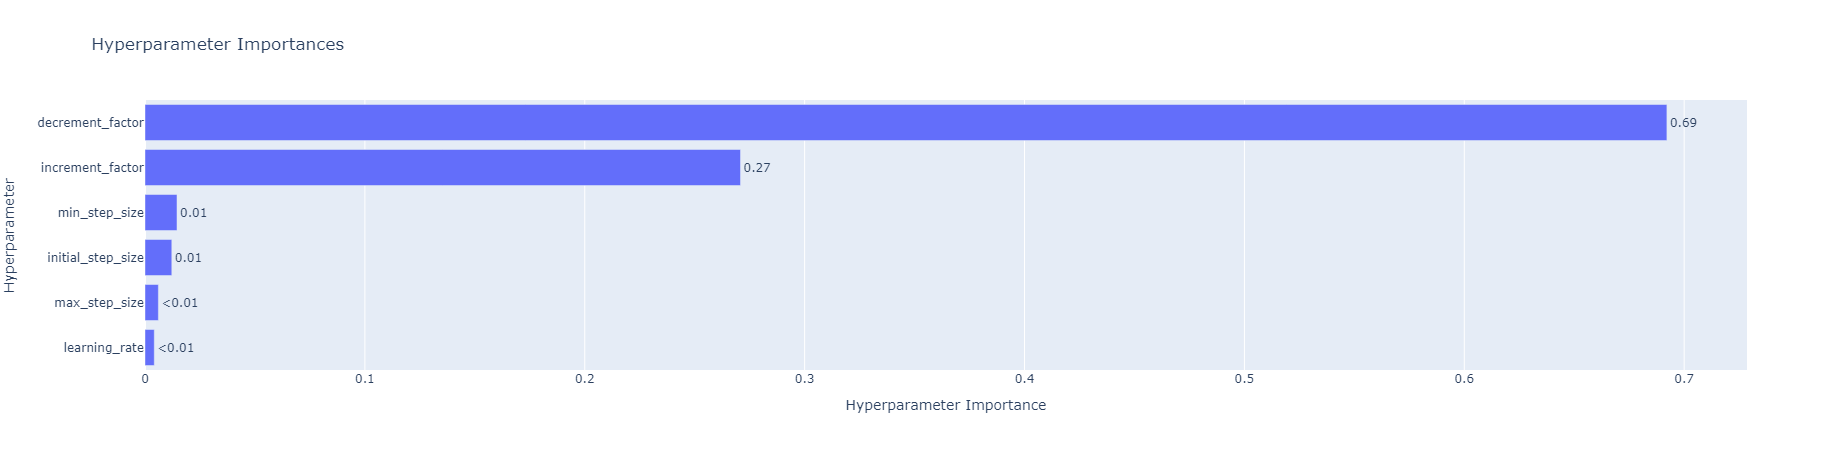 Hyperparameter Importances
Hyperparameter
decrement_factor 0.69
increment_factor 0.27
min_step_size 0.01
initial_step_size 0.01
max_step_size <0.01
learning_rate <0.01
0 0.1 0.2 0.3 0.4 0.5 0.6 0.7
Hyperparameter Importance